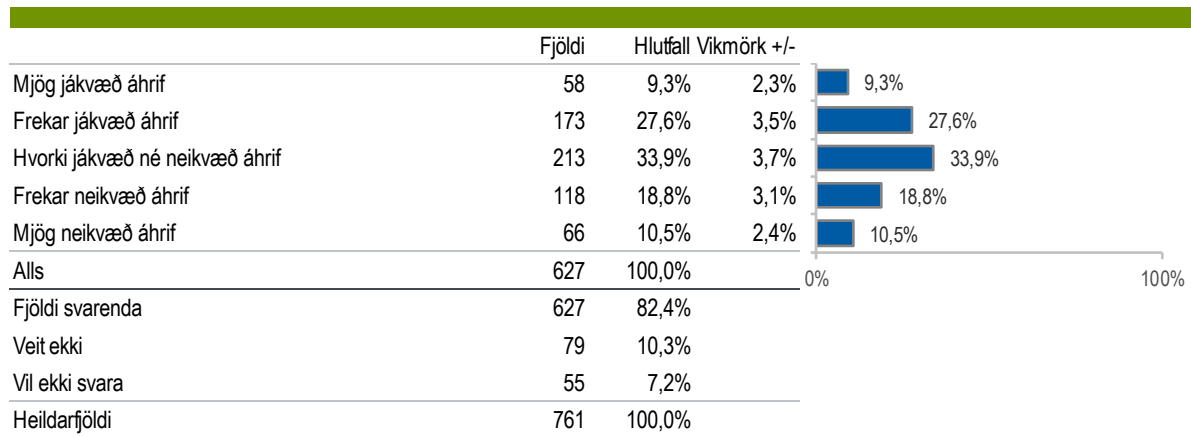 Fjöldi Hlutfall Vikmörk +/-
Mjög jákvæð áhrif 58 9,3% 2,3% 9,3%
Frekar jákvæð áhrif 173 27,6% 3,5% 27,6%
Hvorki jákvæð né neikvæð áhrif 213 33,9% 3,7% 33,9%
Frekar neikvæð áhrif 118 18,8% 3,1% 18,8%
Mjög neikvæð áhrif 66 10,5% 2,4% 10,5%
Alls 627 100,0% 0% 100%
Fjöldi svarenda 627 82,4%
Veit ekki 79 10,3%
Vil ekki svara 55 7,2%
Heildarfjöldi 761 100,0%